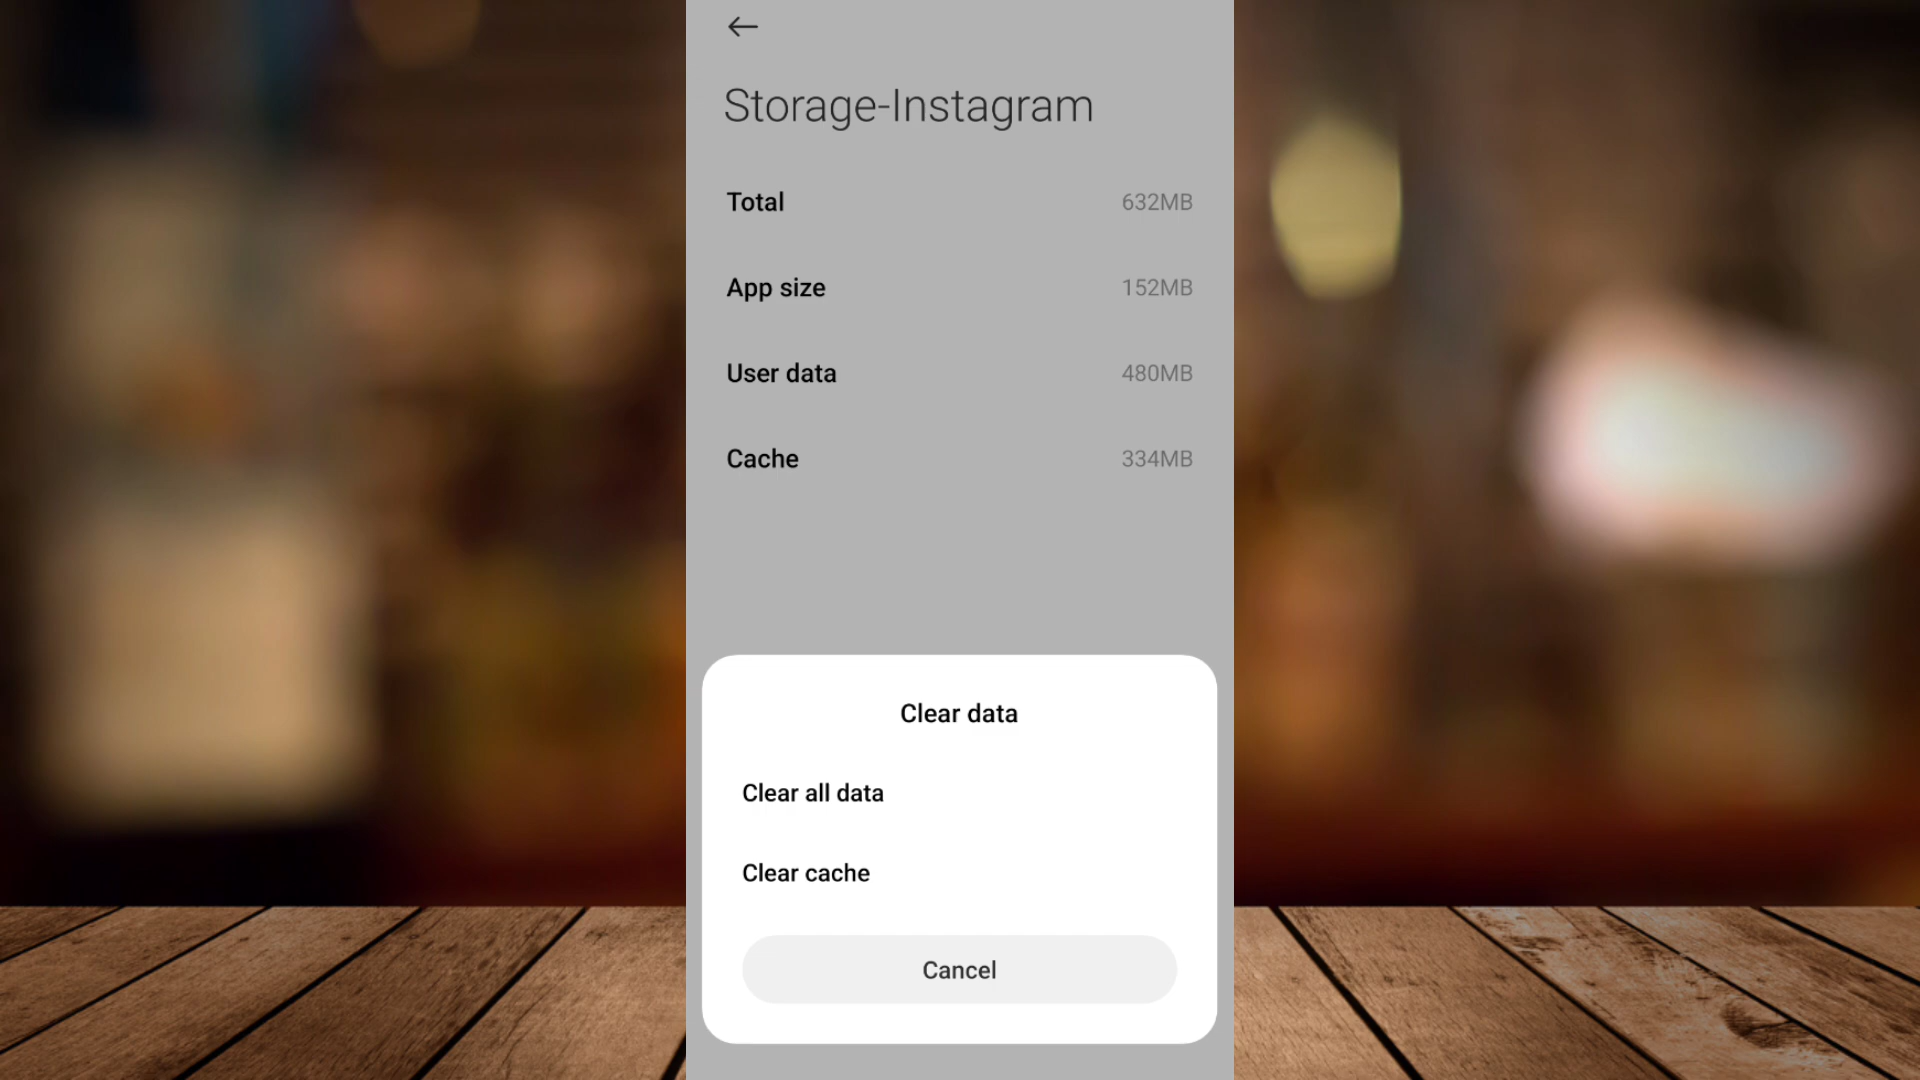 Storage-Instagram
Total 632MB
App size 152MB
User data 480MB
Cache 334MB
Clear data
Clear all data
Clear cache
Cancel